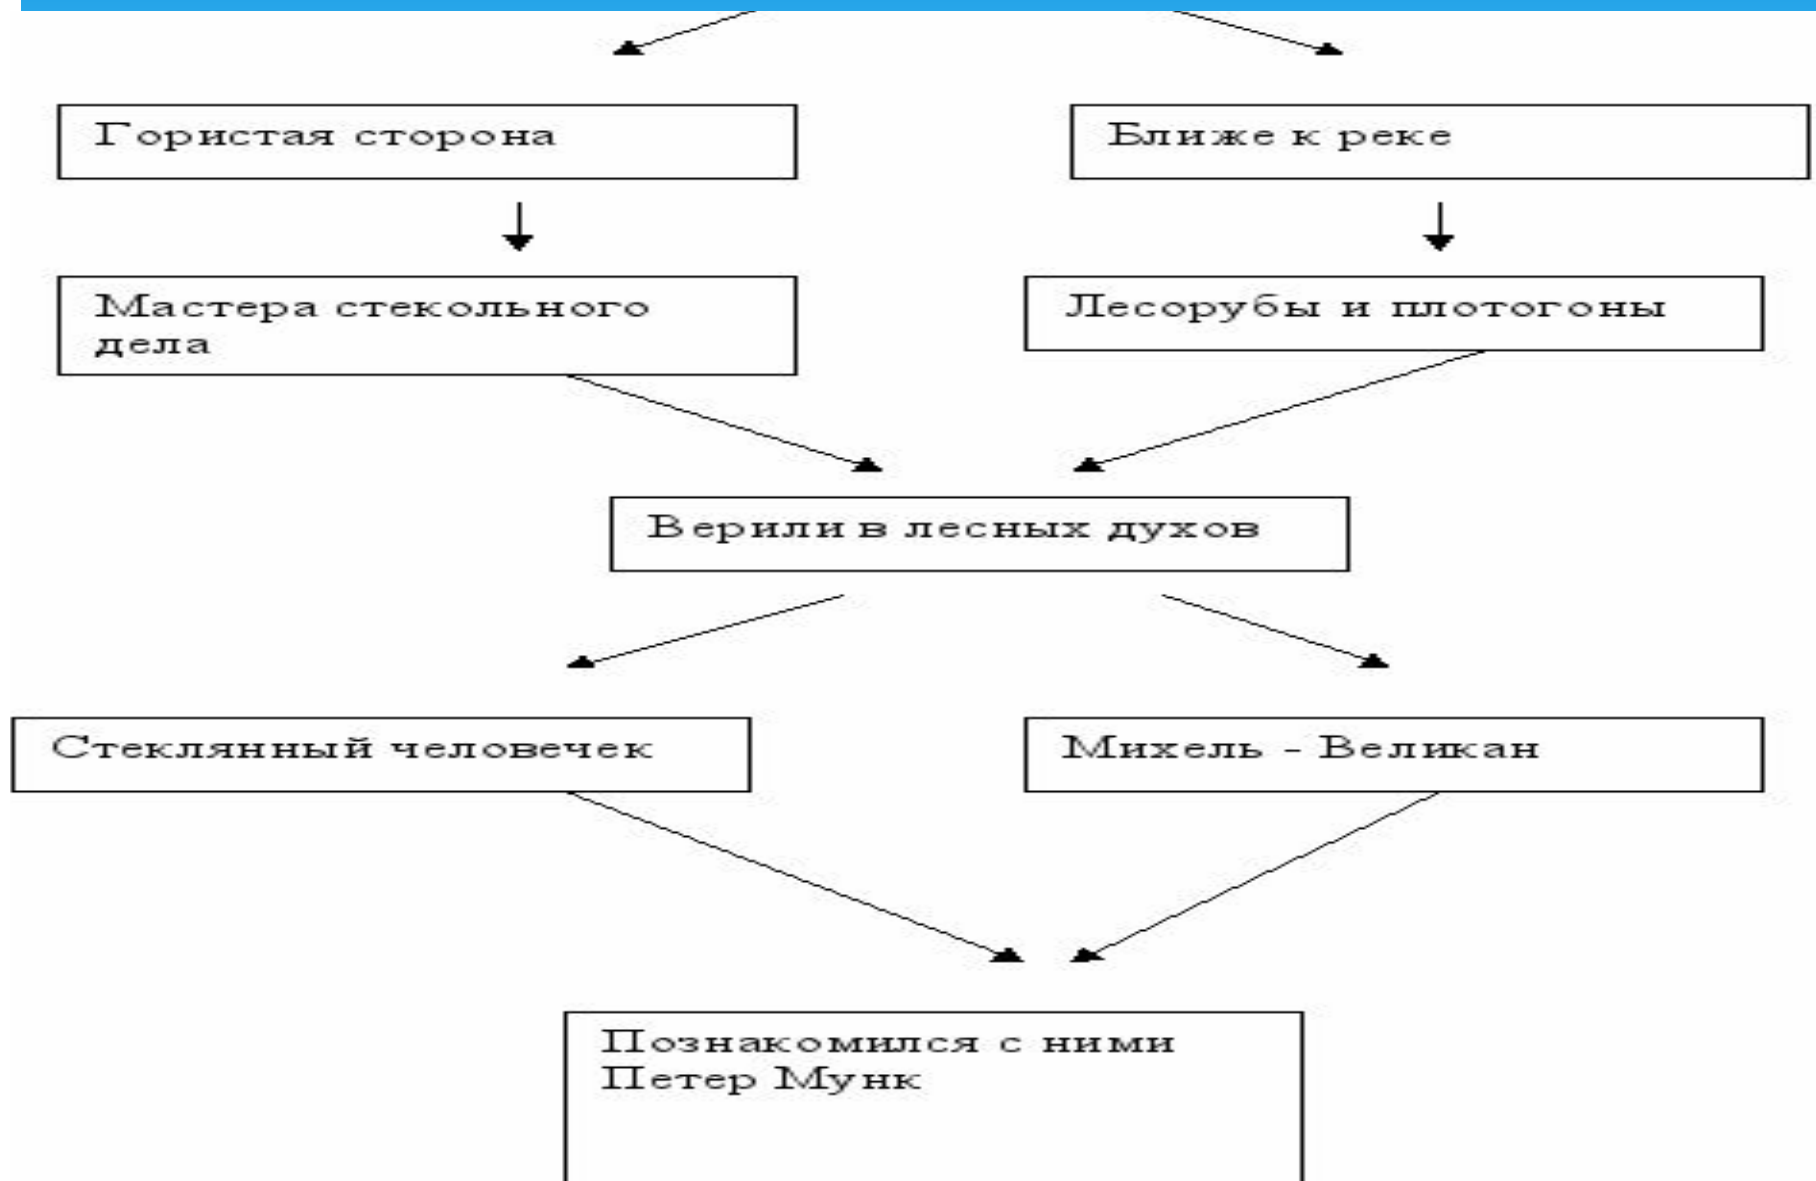 Гористая сторона
Ближе к реке
Мастера стекольного
дела
Лесорубы и плотогоны
Верили в лесных духов
Стеклянный человечек
Михель - Великан
Познакомился с ними
Петер Мунк